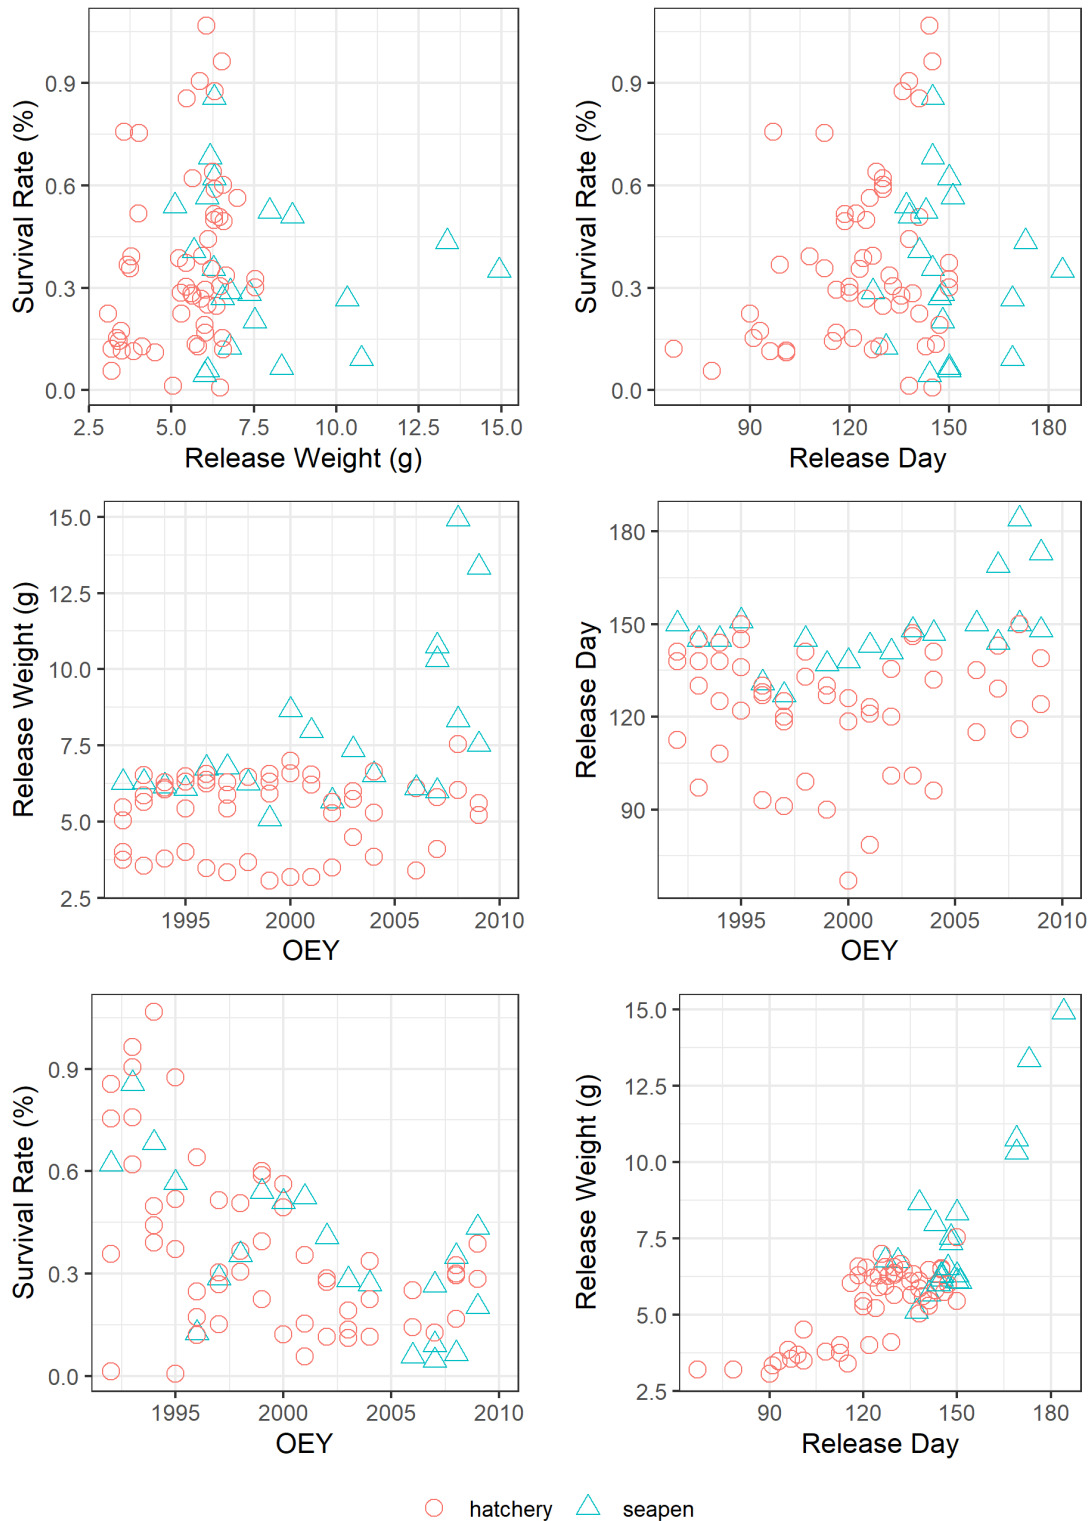 Survival Rate (%)
0.9
0.6
0.3
0.0
2.5 5.0 7.5 10.0 12.5 15.0
Release Weight (g)
Survival Rate (%)
0.9
0.6
0.3
0.0
90 120 150 180
Release Day
Release Weight (g)
15.0
12.5
10.0
7.5
5.0
2.5
1995 2000 2005 2010
OEY
Release Day
180
150
120
90
1995 2000 2005 2010
OEY
Survival Rate (%)
0.9
0.6
0.3
0.0
1995 2000 2005 2010
OEY
Release Weight (g)
15.0
12.5
10.0
7.5
5.0
2.5
90 120 150 180
Release Day
hatchery seapen